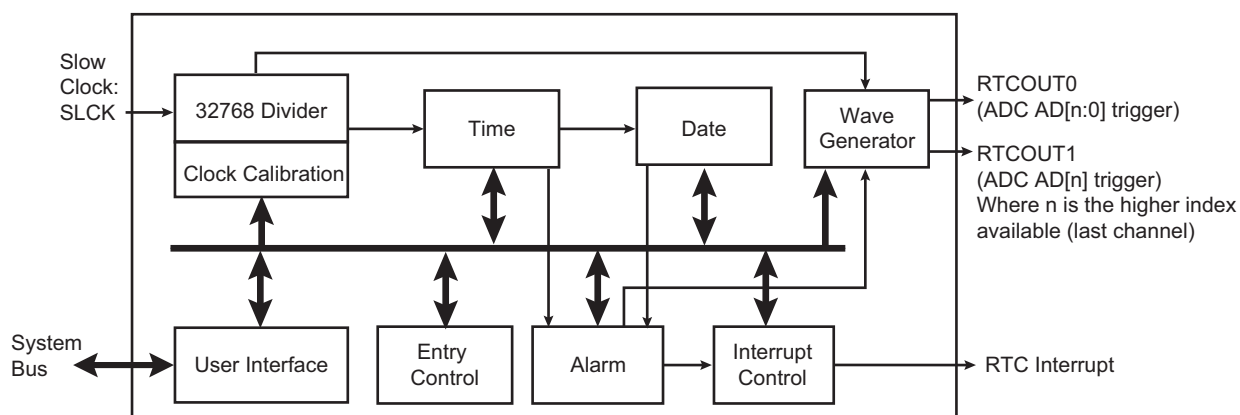 Slow
Clock:
SLCK
32768 Divider
Clock Calibration
Time
Date
Wave
Generator
RTCOUT0
(ADC AD[n:0] trigger)
RTCOUT1
(ADC AD[n] trigger)
Where n is the higher index
available (last channel)
System
Bus
User Interface
Entry
Control
Alarm
Interrupt
Control
RTC Interrupt